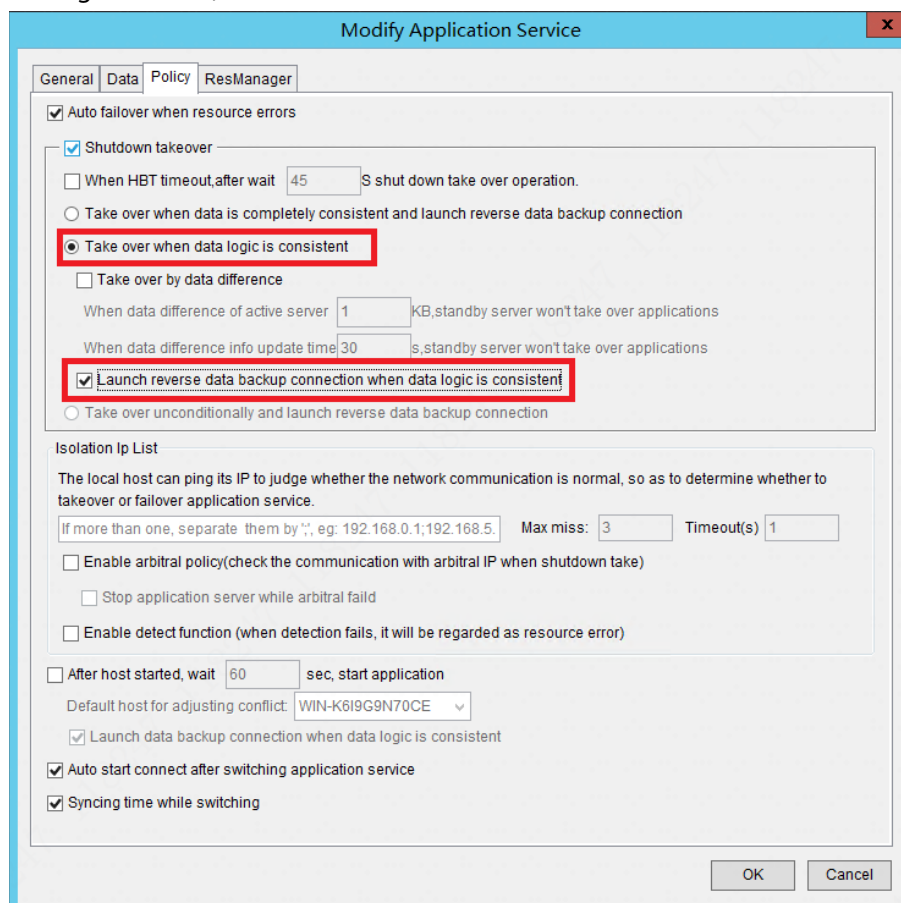 Modify Application Service
x
General Data Policy ResManager
Auto failover when resource errors
Shutdown takeover
When HBT timeout,after wait 45 S shut down take over operation.
Take over when data is completely consistent and launch reverse data backup connection
Take over when data logic is consistent
Take over by data difference
When data difference of active server 1 KB,standby server won't take over applications
When data difference info update time 30 s,standby server won't take over applications
Launch reverse data backup connection when data logic is consistent
Take over unconditionally and launch reverse data backup connection
Isolation Ip List
The local host can ping its IP to judge whether the network communication is normal, so as to determine whether to
takeover or failover application service.
If more than one, separate them by ';', eg: 192.168.0.1;192.168.5. Max miss: 3 Timeout(s) 1
Enable arbitral policy(check the communication with arbitral IP when shutdown take)
Stop application server while arbitral faild
Enable detect function (when detection fails, it will be regarded as resource error)
After host started, wait 60 sec, start application
Default host for adjusting conflict: WIN-K6I9G9N70CE
Launch data backup connection when data logic is consistent
Auto start connect after switching application service
Syncing time while switching
OK Cancel